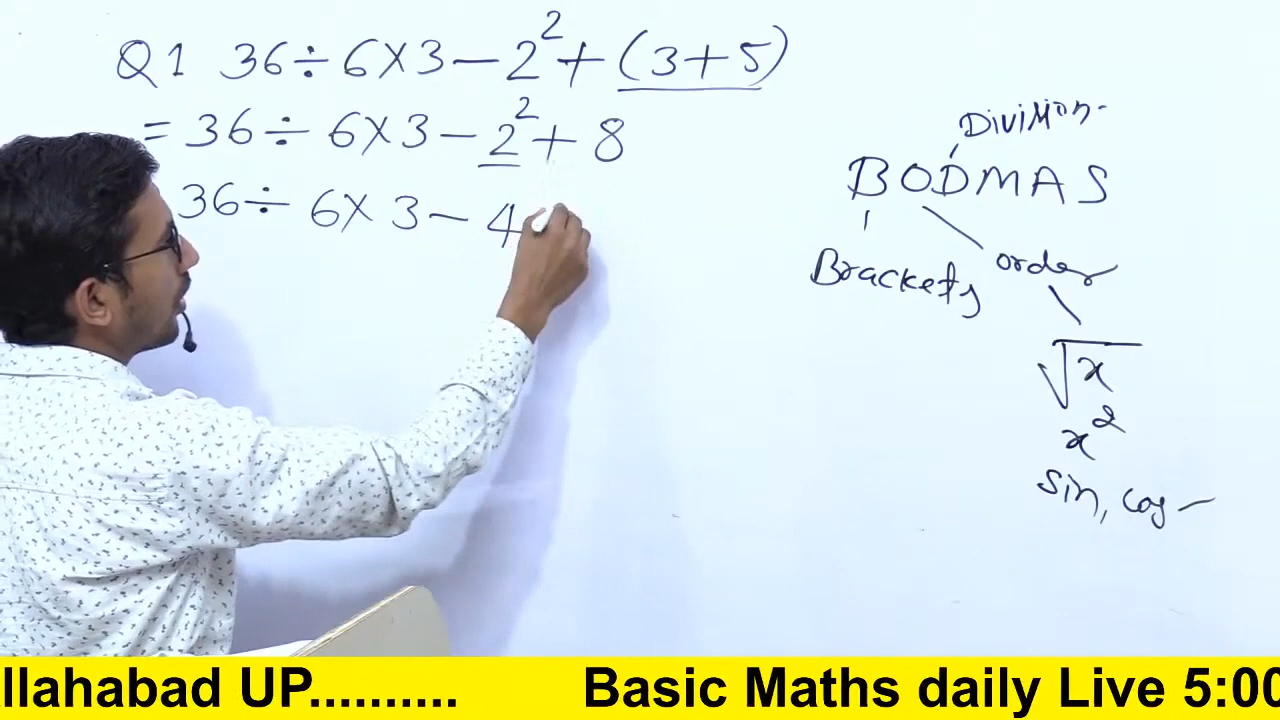 Q1 36÷6×3-2²+(3+5)
= 36÷ 6×3-2²+ 8
36÷ 6× 3- 4
Division
BODMAS
Brackets
order
√x
x²
Sin, Cos -
llahabad UP.......... Basic Maths daily Live 5:00